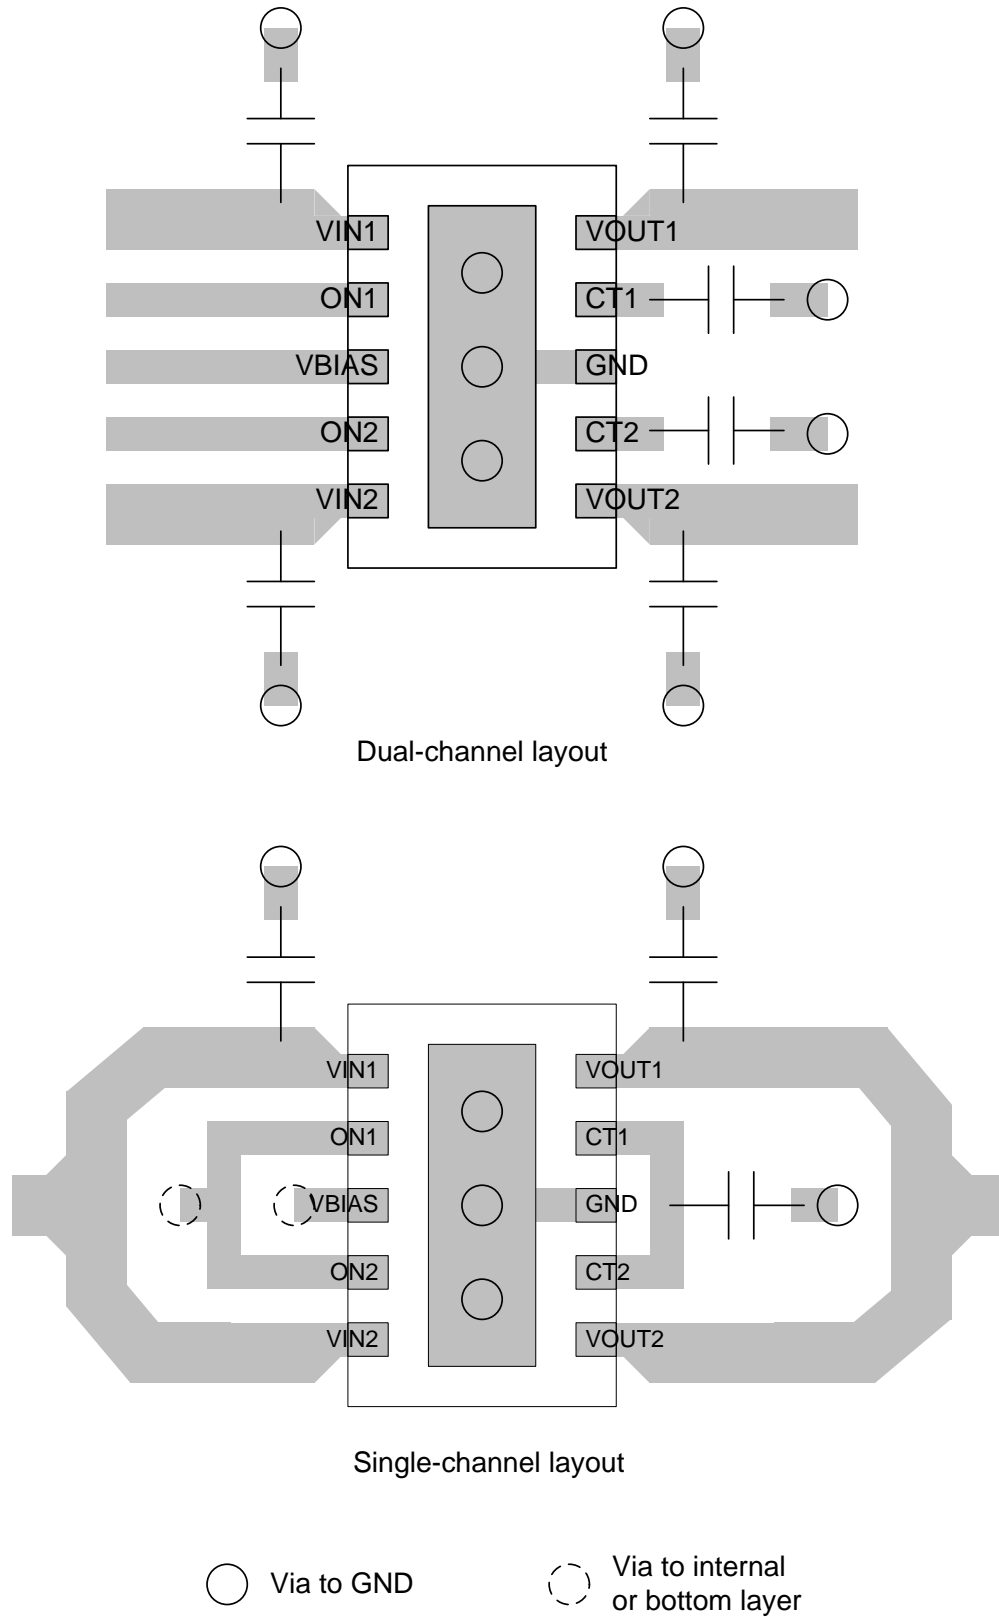 VIN1
VOUT1
ON1
CT1
VBIAS
GND
ON2
CT2
VIN2
VOUT2
Dual-channel layout
VIN1
VOUT1
ON1
CT1
VBIAS
GND
ON2
CT2
VIN2
VOUT2
Single-channel layout
Via to GND
Via to internal
or bottom layer